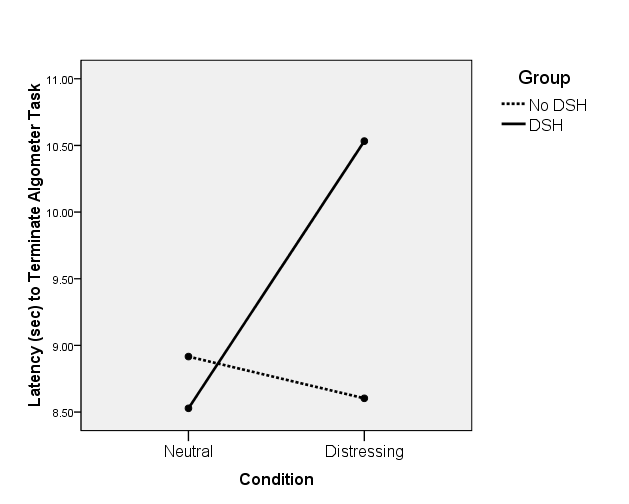 Group
No DSH
DSH
Latency (sec) to Terminate Algometer Task
11.00
10.50
10.00
9.50
9.00
8.50
Neutral
Distressing
Condition